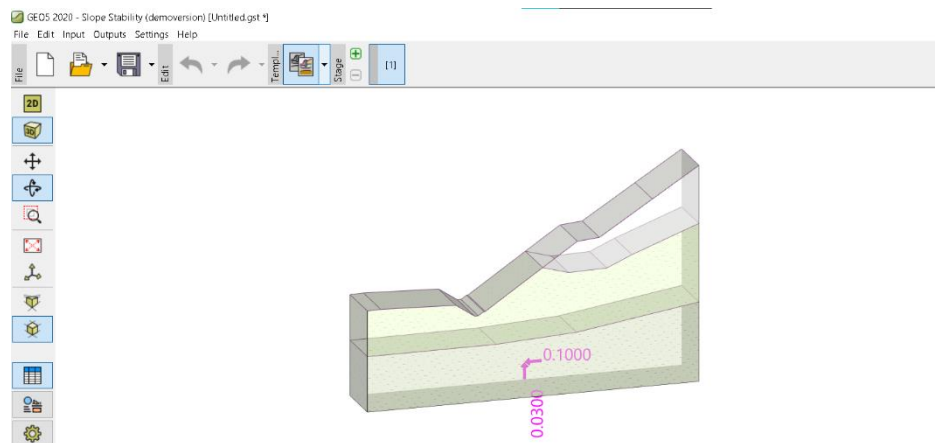 GEO5 2020 - Slope Stability (demoversion) [Untitled.gst *]
File Edit Input Outputs Settings Help
File
Edit
Templ...
Stage
[1]
2D
3D
0.1000
0.0300